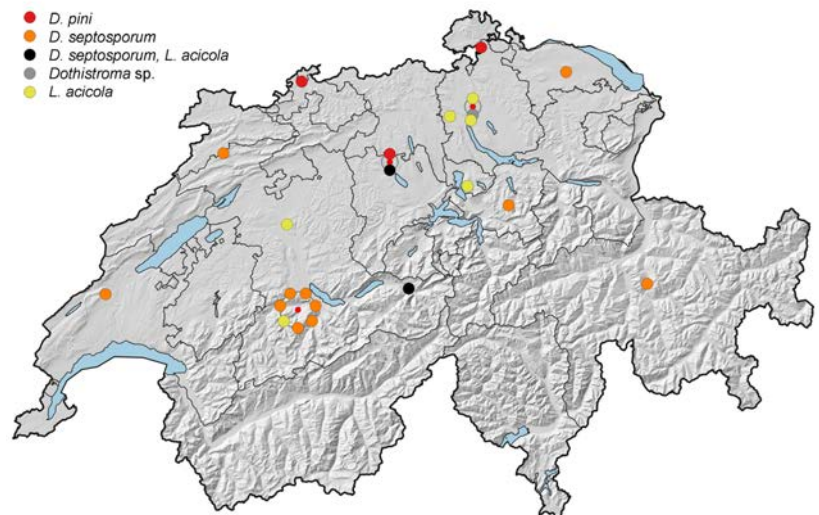 D. pini
D. septosporum
D. septosporum, L. acicola
Dothistroma sp.
L. acicola